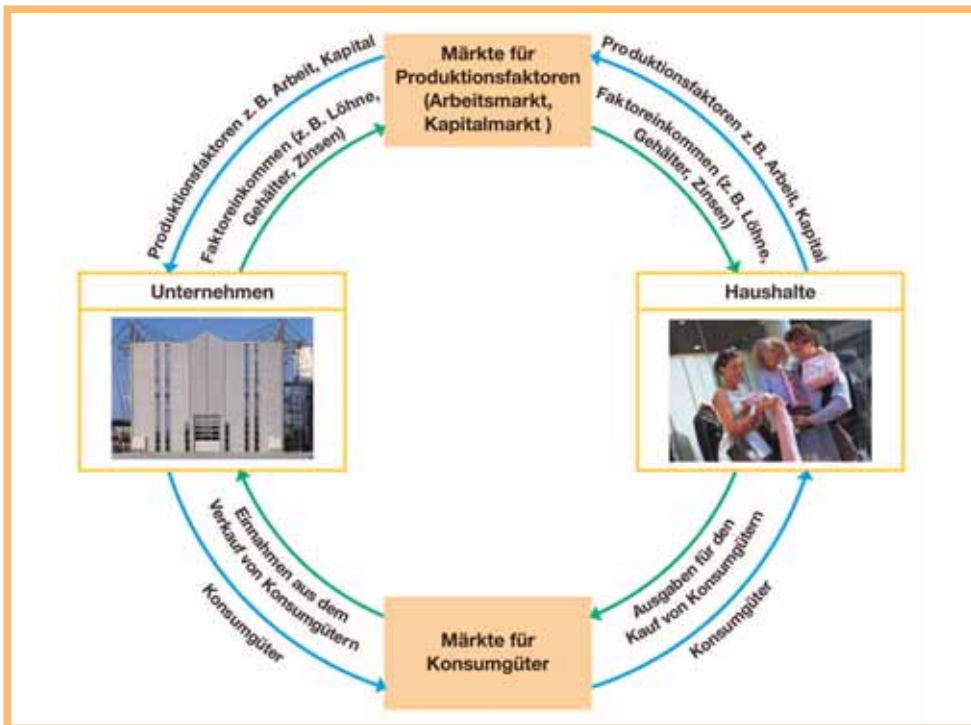 Märkte für
Produktionsfaktoren
(Arbeitsmarkt,
Kapitalmarkt )
Produktionsfaktoren z. B. Arbeit, Kapital
Faktoreinkommen (z. B. Löhne,
Gehälter, Zinsen)
Produktionsfaktoren z. B. Arbeit, Kapital
Faktoreinkommen (z. B. Löhne,
Gehälter, Zinsen)
Unternehmen
Haushalte
Einnahmen aus dem
Verkauf von Konsumgütern
Konsumgüter
Ausgaben für den
Kauf von Konsumgütern
Konsumgüter
Märkte für
Konsumgüter